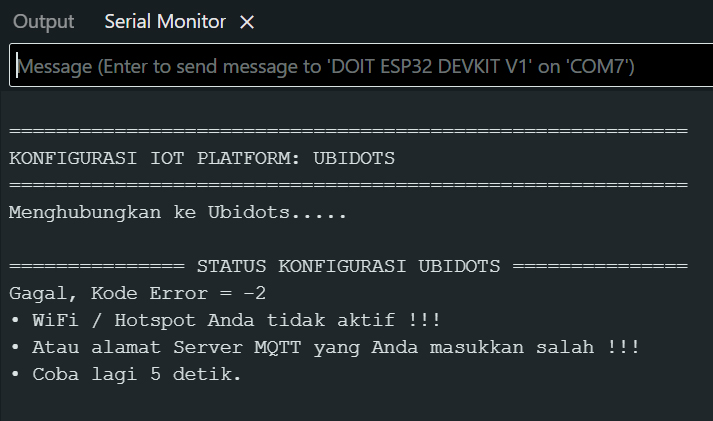 Output Serial Monitor ×
Message (Enter to send message to 'DOIT ESP32 DEVKIT V1' on 'COM7')
==========================================================
KONFIGURASI IOT PLATFORM: UBIDOTS
==========================================================
Menghubungkan ke Ubidots.....
=============== STATUS KONFIGURASI UBIDOTS ===============
Gagal, Kode Error = -2
• WiFi / Hotspot Anda tidak aktif !!!
• Atau alamat Server MQTT yang Anda masukkan salah !!!
• Coba lagi 5 detik.